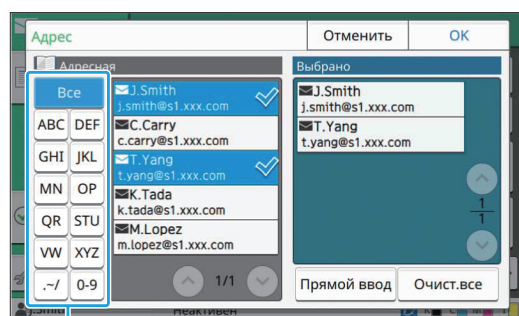 Адрес
Отменить
OK
Адресная
Выбрано
Все
ABC DEF
GHI JKL
MN OP
QR STU
VW XYZ
.~/ 0-9
J.Smith
j.smith@s1.xxx.com
C.Carry
c.carry@s1.xxx.com
T.Yang
t.yang@s1.xxx.com
K.Tada
k.tada@s1.xxx.com
M.Lopez
m.lopez@s1.xxx.com
1/1
J.Smith
j.smith@s1.xxx.com
T.Yang
t.yang@s1.xxx.com
1
1
Прямой ввод
Очист.все
J.Smith
Неактивен